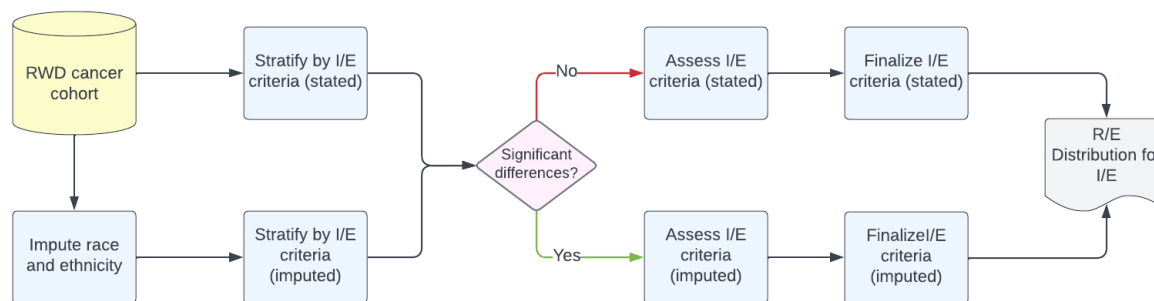 RWD cancer
cohort
Stratify by I/E
criteria (stated)
No
Assess I/E
criteria (stated)
Finalize I/E
criteria (stated)
Significant
differences?
R/E
Distribution for
I/E
Impute race
and ethnicity
Stratify by I/E
criteria
(imputed)
Yes
Assess I/E
criteria
(imputed)
FinalizeI/E
criteria
(imputed)